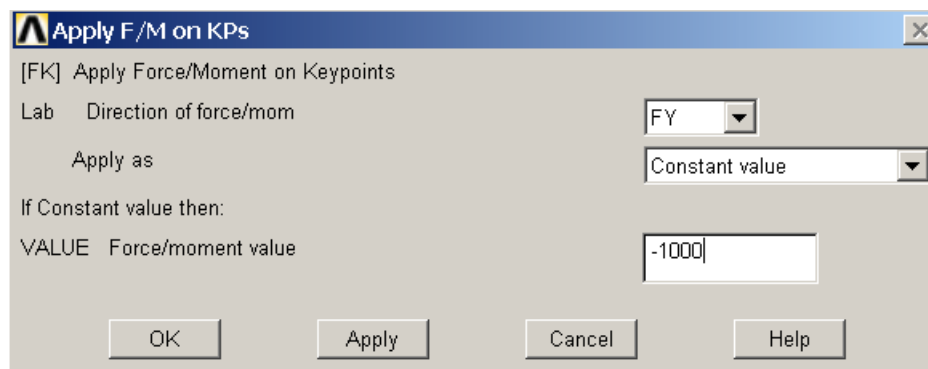 Apply F/M on KPs
[FK] Apply Force/Moment on Keypoints
Lab Direction of force/mom FY
Apply as Constant value
If Constant value then:
VALUE Force/moment value -1000
OK Apply Cancel Help